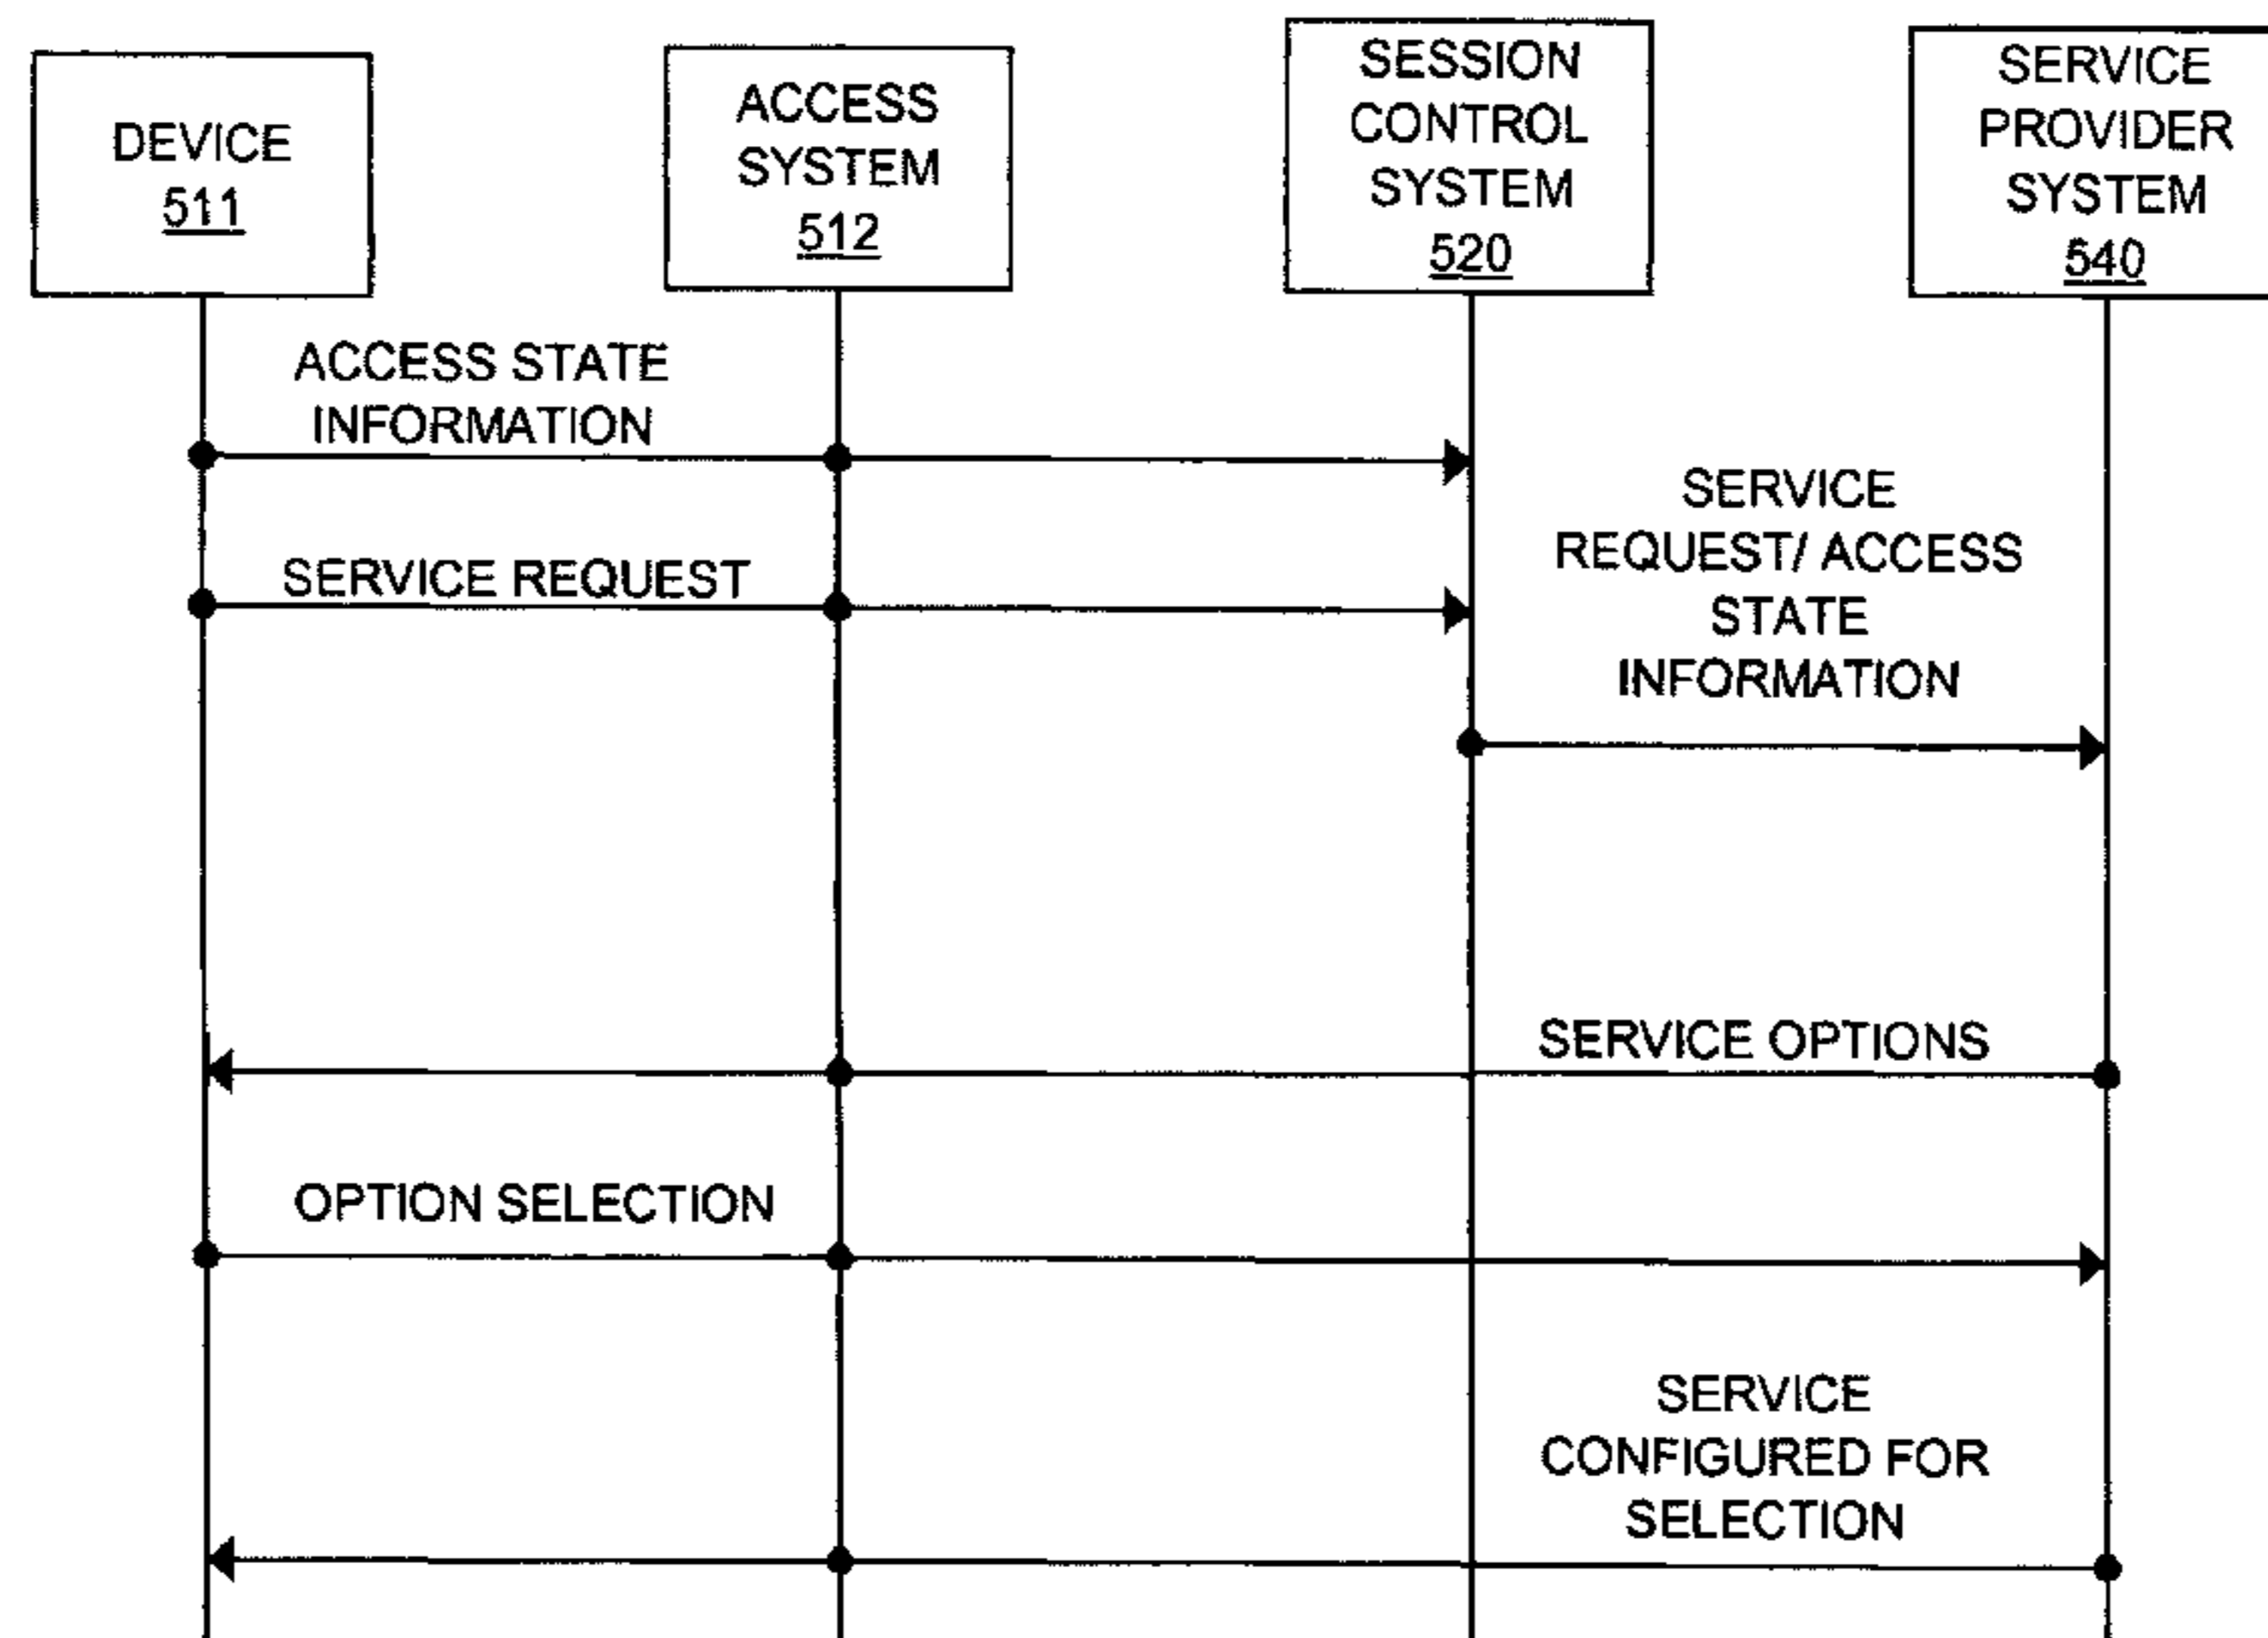 DEVICE
511
ACCESS
SYSTEM
512
SESSION
CONTROL
SYSTEM
520
SERVICE
PROVIDER
SYSTEM
540
ACCESS STATE
INFORMATION
SERVICE REQUEST
SERVICE
REQUEST/ ACCESS
STATE
INFORMATION
SERVICE OPTIONS
OPTION SELECTION
SERVICE
CONFIGURED FOR
SELECTION